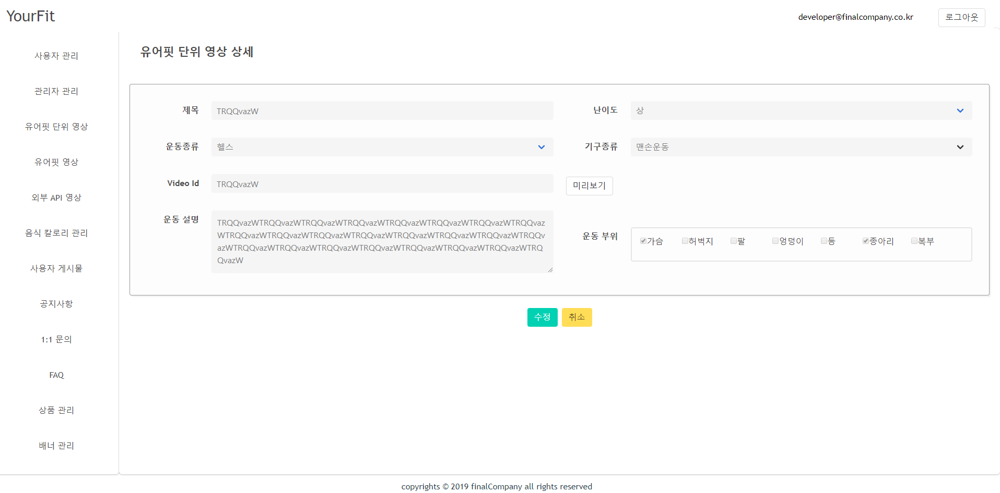 YourFit
developer@finalcompany.co.kr
로그아웃
사용자 관리
관리자 관리
유어핏 단위 영상
유어핏 영상
외부 API 영상
음식 칼로리 관리
사용자 게시물
공지사항
1:1 문의
FAQ
상품 관리
배너 관리
유어핏 단위 영상 상세
제목 TRQQvazW
난이도 상
운동종류 헬스
기구종류 맨손운동
Video Id TRQQvazW
미리보기
운동 설명
TRQQvazWTRQQvazWTRQQvazWTRQQvazWTRQQvazWTRQQvazWTRQQvazWTRQQvaz
WTRQQvazWTRQQvazWTRQQvazWTRQQvazWTRQQvazWTRQQvazWTRQQvazWTRQQv
azWTRQQvazWTRQQvazWTRQQvazWTRQQvazWTRQQvazWTRQQvazWTRQQvazWTRQ
QvazW
운동 부위
가슴 허벅지 팔 엉덩이 등 종아리 복부
수정 취소
copyrights © 2019 finalCompany all rights reserved